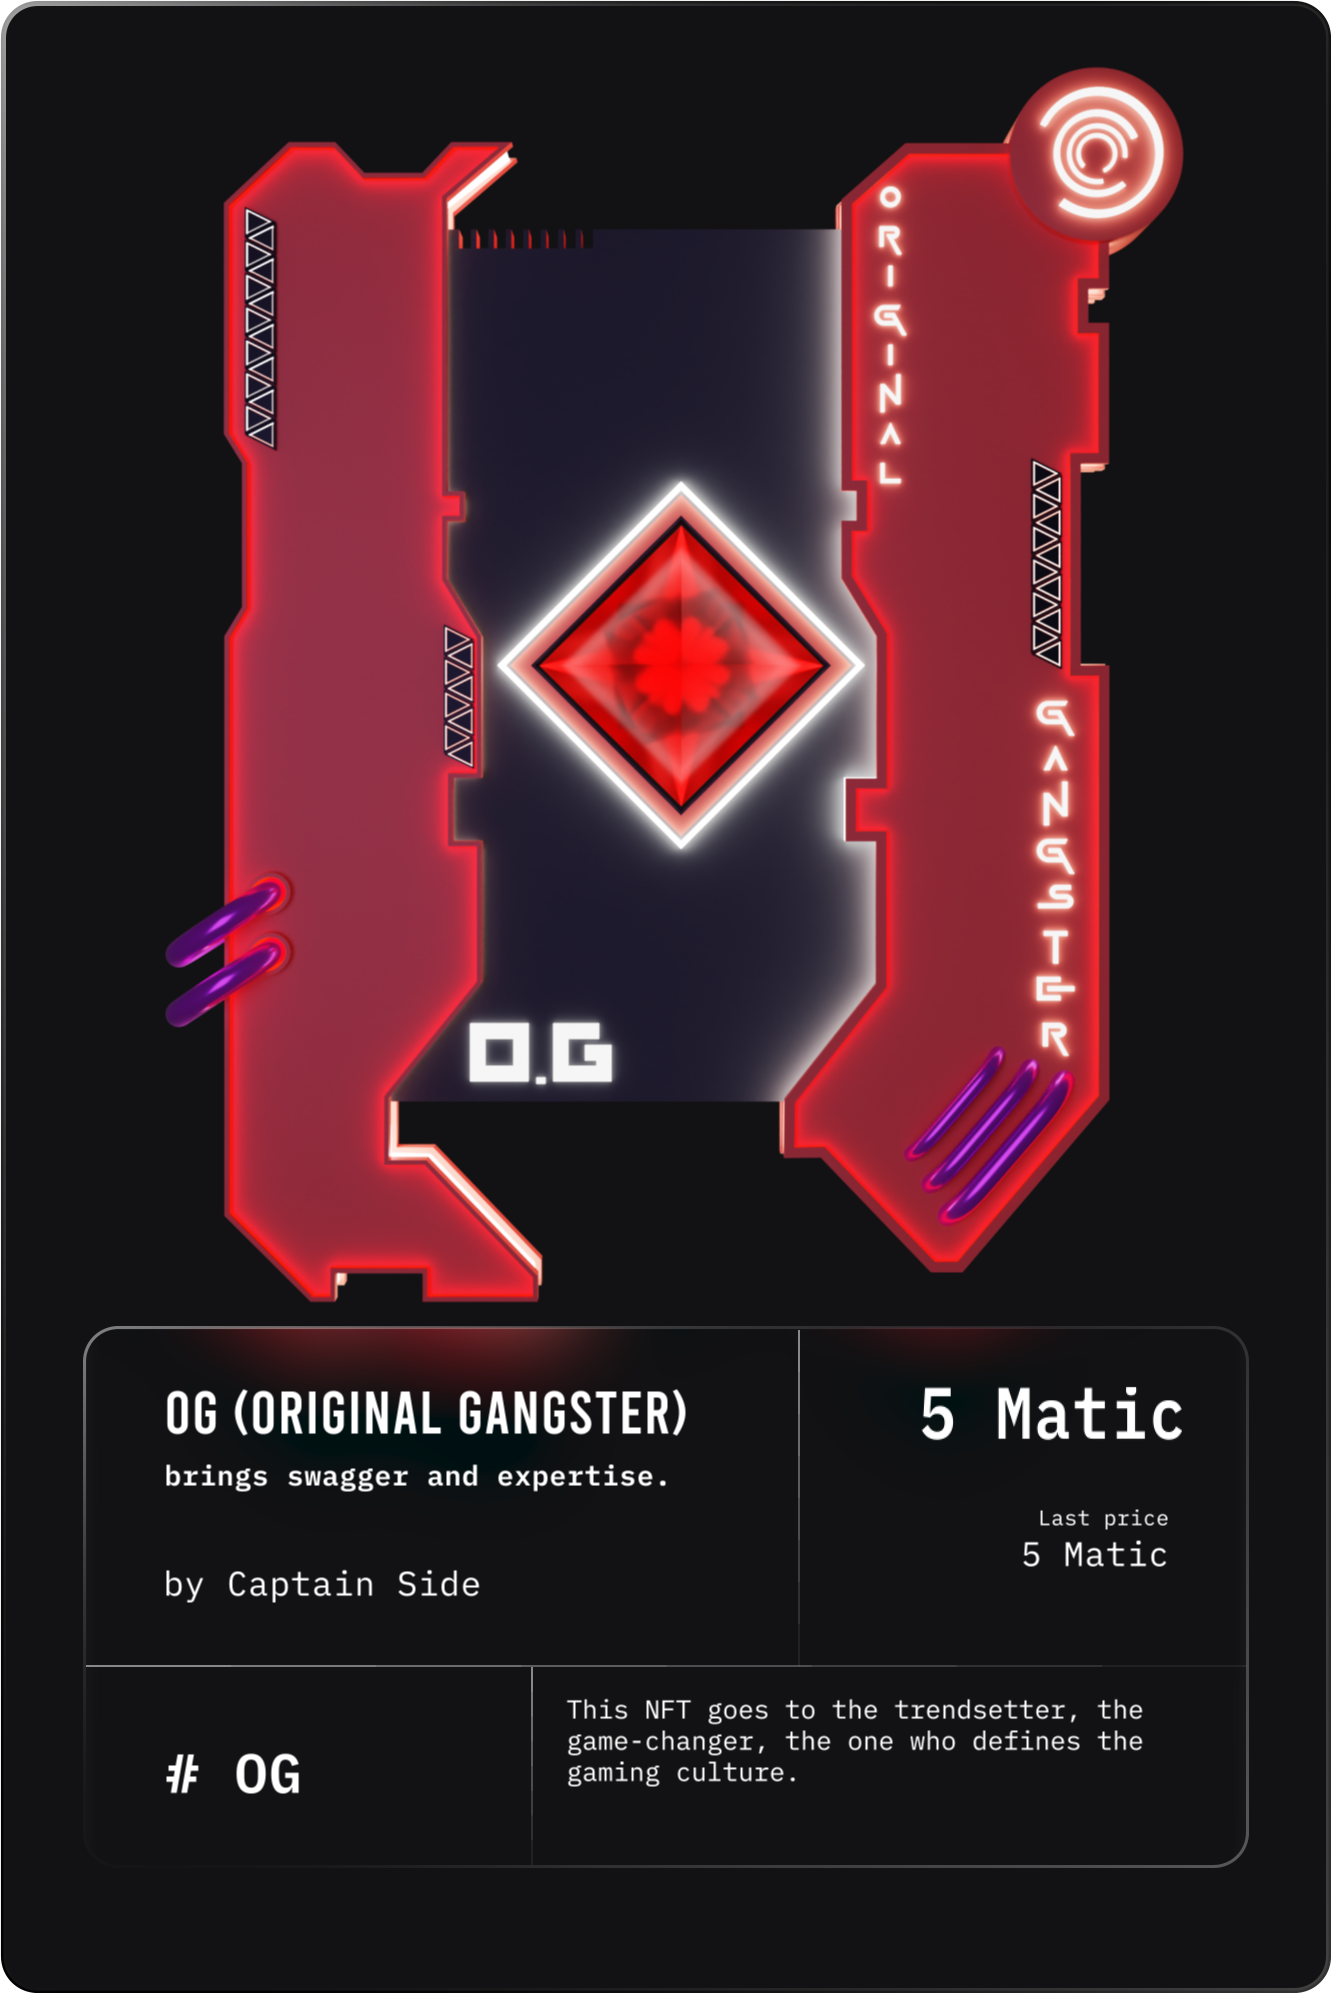 ORIGINAL
GANGSTER
O.G
OG (ORIGINAL GANGSTER)
brings swagger and expertise.
by Captain Side
5 Matic
Last price
5 Matic
# OG
This NFT goes to the trendsetter, the
game-changer, the one who defines the
gaming culture.